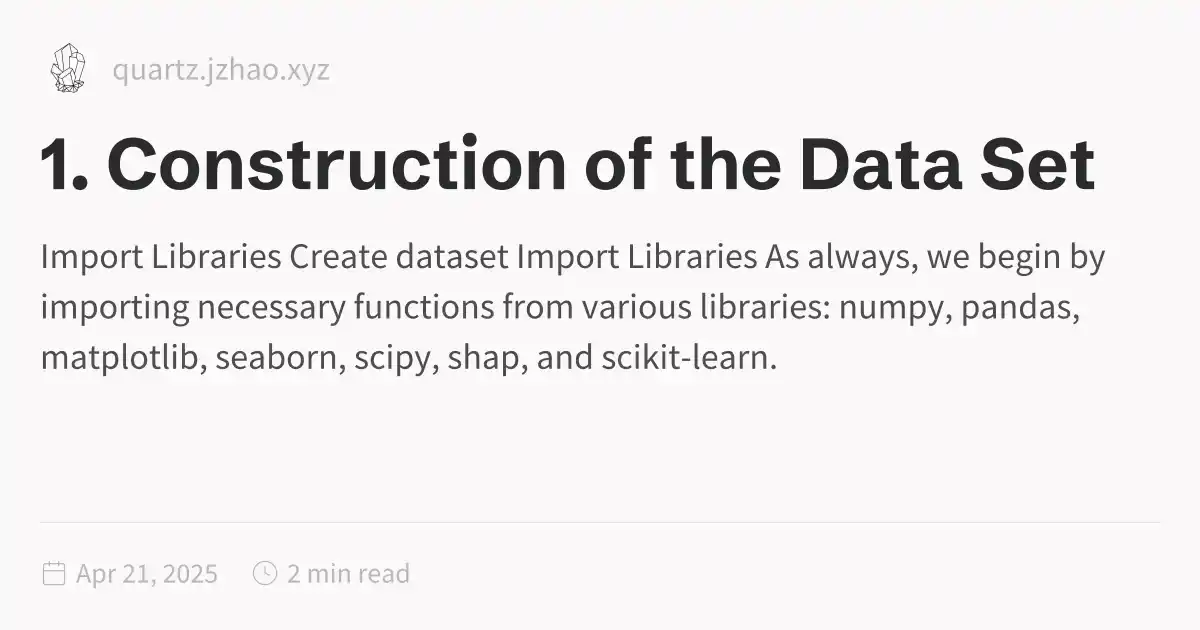 quartz.jzhao.xyz
1. Construction of the Data Set
Import Libraries Create dataset Import Libraries As always, we begin by
importing necessary functions from various libraries: numpy, pandas,
matplotlib, seaborn, scipy, shap, and scikit-learn.
Apr 21, 2025 2 min read